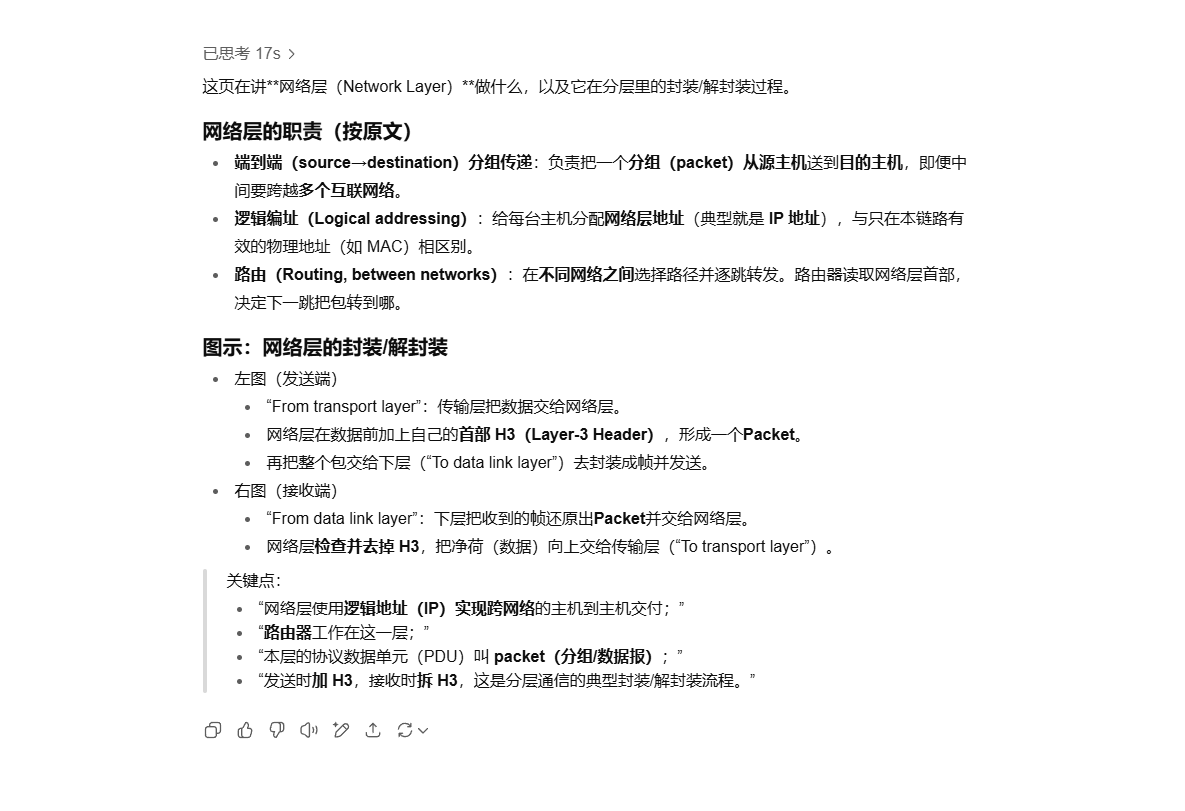 已思考 17s
这页在讲**网络层（Network Layer）**做什么，以及它在分层里的封装/解封装过程。
网络层的职责（按原文）
端到端（source→destination）分组传递：负责把一个分组（packet）从源主机送到目的主机，即便中
间要跨越多个互联网络。
逻辑编址（Logical addressing）：给每台主机分配网络层地址（典型就是 IP 地址），与只在本链路有
效的物理地址（如 MAC）相区别。
路由（Routing, between networks）：在不同网络之间选择路径并逐跳转发。路由器读取网络层首部，
决定下一跳把包转到哪。
图示：网络层的封装/解封装
左图（发送端）
“From transport layer”：传输层把数据交给网络层。
网络层在数据前加上自己的首部 H3（Layer-3 Header），形成一个Packet。
再把整个包交给下层（“To data link layer”）去封装成帧并发送。
右图（接收端）
“From data link layer”：下层把收到的帧还原出Packet并交给网络层。
网络层检查并去掉 H3，把净荷（数据）向上交给传输层（“To transport layer”）。
关键点：
“网络层使用逻辑地址（IP）实现跨网络的主机到主机交付；”
“路由器工作在这一层；”
“本层的协议数据单元（PDU）叫 packet（分组/数据报）；”
“发送时加 H3，接收时拆 H3，这是分层通信的典型封装/解封装流程。”